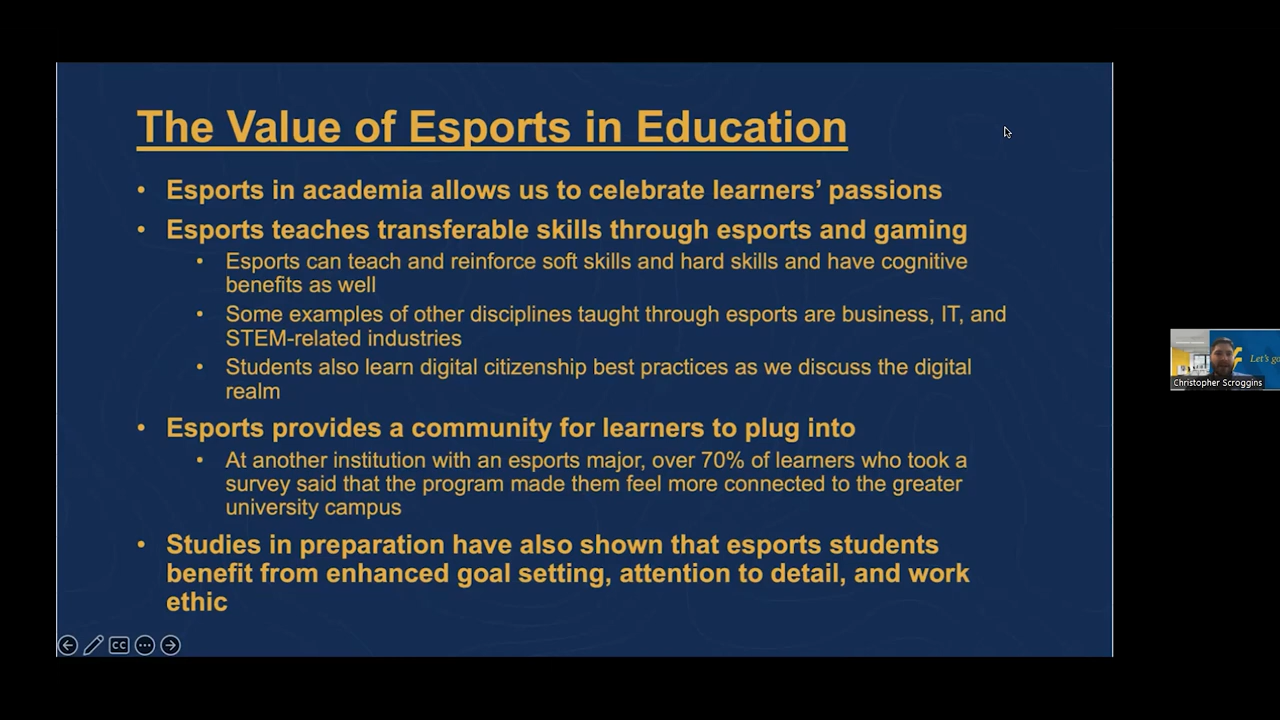 The Value of Esports in Education
• Esports in academia allows us to celebrate learners’ passions
• Esports teaches transferable skills through esports and gaming
• Esports can teach and reinforce soft skills and hard skills and have cognitive
benefits as well
• Some examples of other disciplines taught through esports are business, IT, and
STEM-related industries
• Students also learn digital citizenship best practices as we discuss the digital
realm
• Esports provides a community for learners to plug into
• At another institution with an esports major, over 70% of learners who took a
survey said that the program made them feel more connected to the greater
university campus
• Studies in preparation have also shown that esports students
benefit from enhanced goal setting, attention to detail, and work
ethic
CC
Let's go
Christopher Scroggins